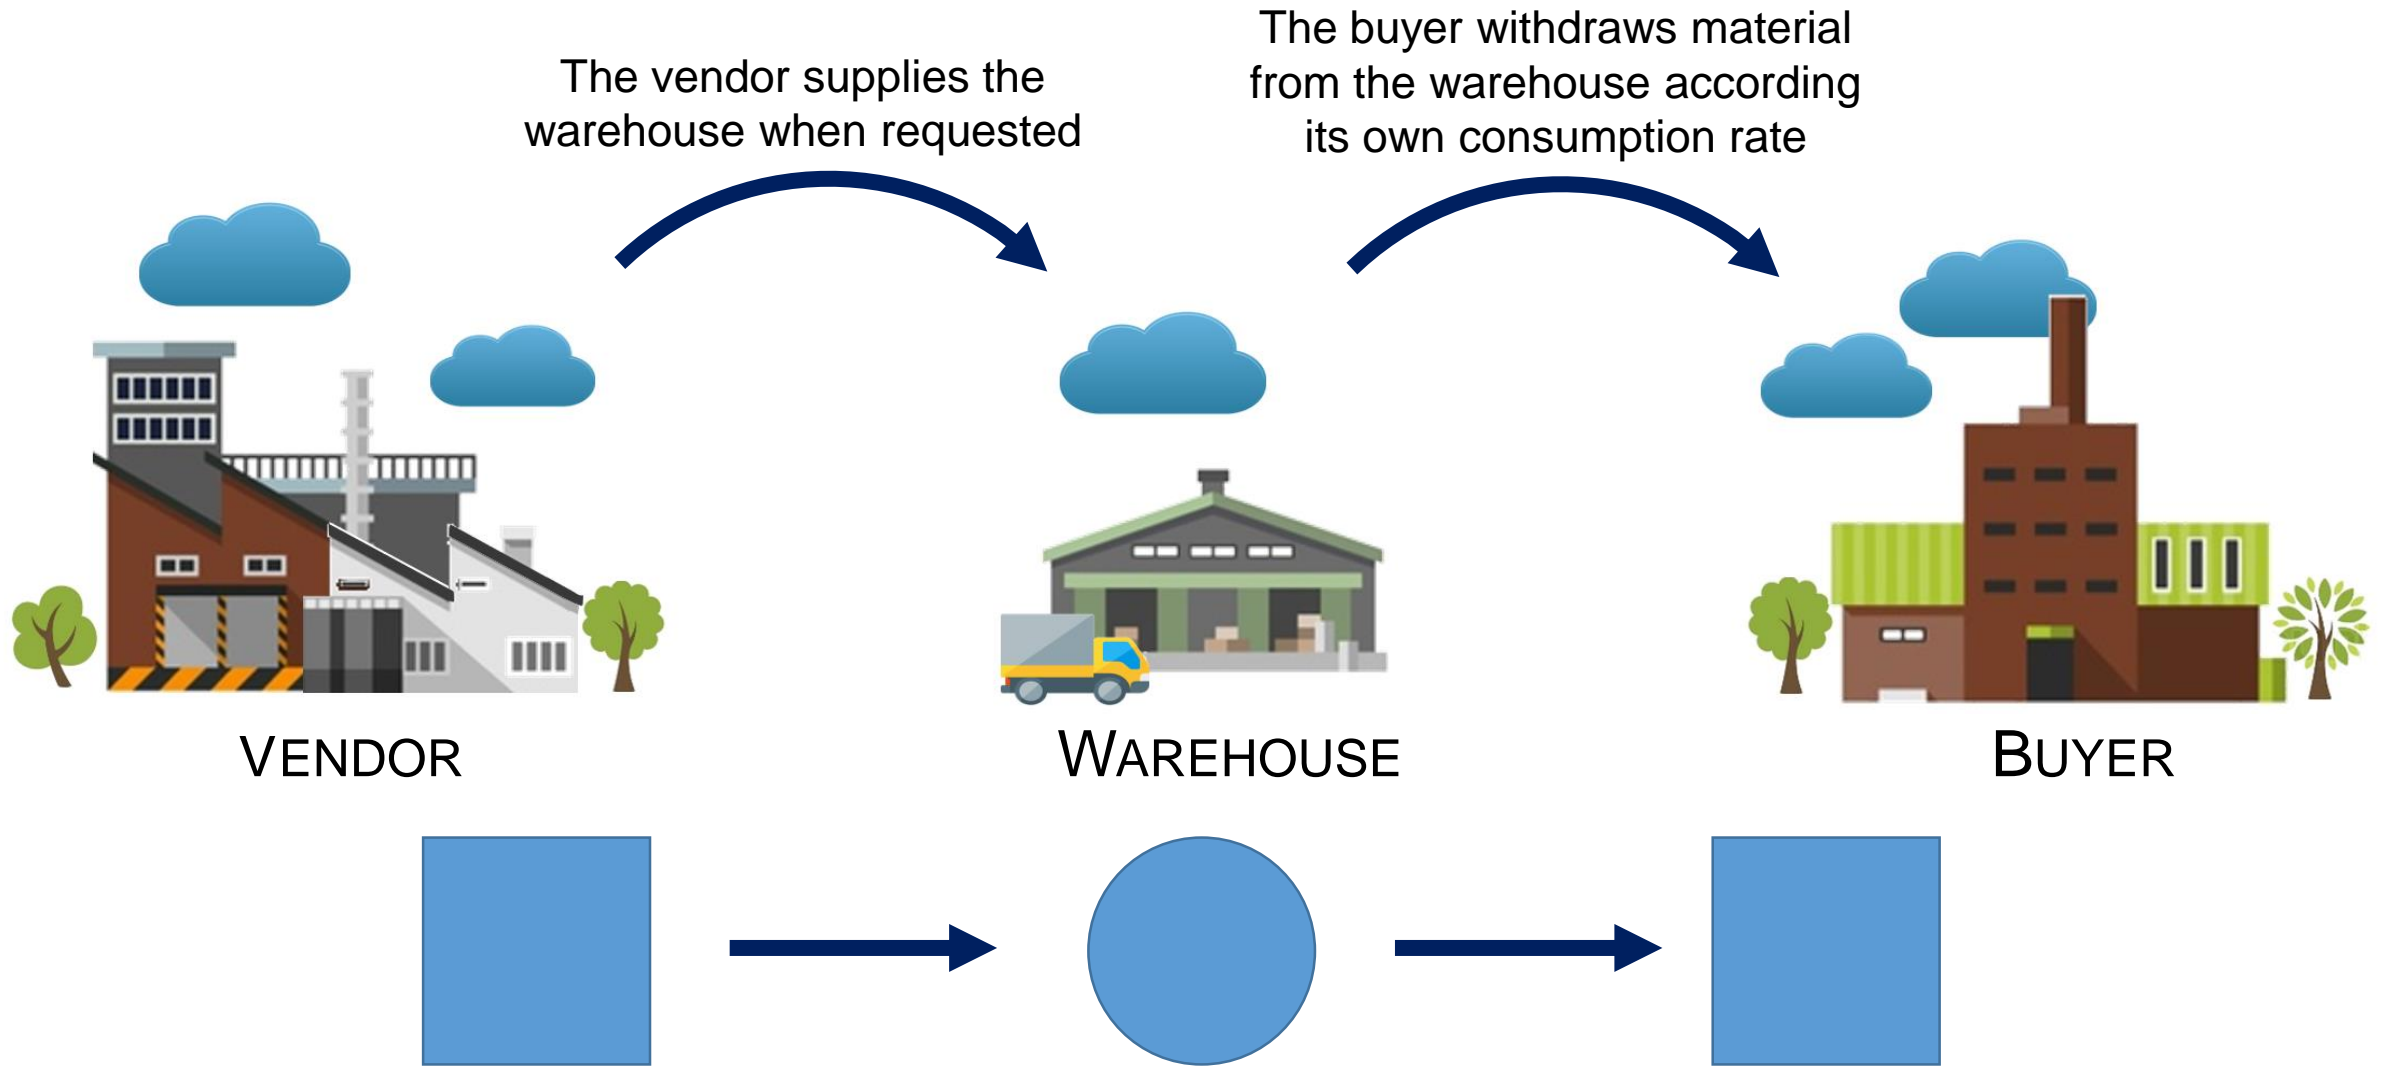 The vendor supplies the
warehouse when requested
The buyer withdraws material
from the warehouse according
its own consumption rate
VENDOR
WAREHOUSE
BUYER